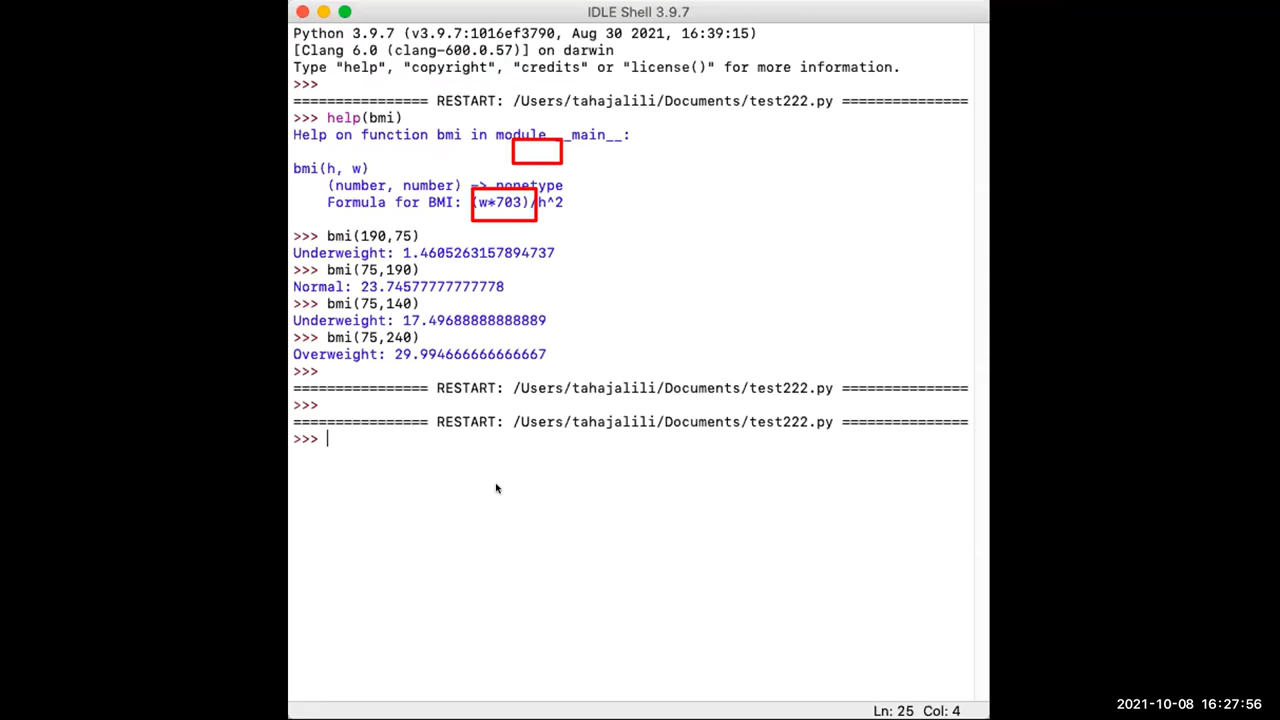 IDLE Shell 3.9.7
Python 3.9.7 (v3.9.7:1016ef3790, Aug 30 2021, 16:39:15)
[Clang 6.0 (clang-600.0.57)] on darwin
Type "help", "copyright", "credits" or "license()" for more information.
>>>
================ RESTART: /Users/tahajalili/Documents/test222.py ===============
>>> help(bmi)
Help on function bmi in module __main__:
bmi(h, w)
(number, number) -> nonetype
Formula for BMI: (w*703)/h^2
>>> bmi(190,75)
Underweight: 1.4605263157894737
>>> bmi(75,190)
Normal: 23.74577777777778
>>> bmi(75,140)
Underweight: 17.49688888888889
>>> bmi(75,240)
Overweight: 29.994666666666667
>>>
================ RESTART: /Users/tahajalili/Documents/test222.py ===============
>>>
================ RESTART: /Users/tahajalili/Documents/test222.py ===============
>>>
Ln: 25 Col: 4
2021-10-08 16:27:56